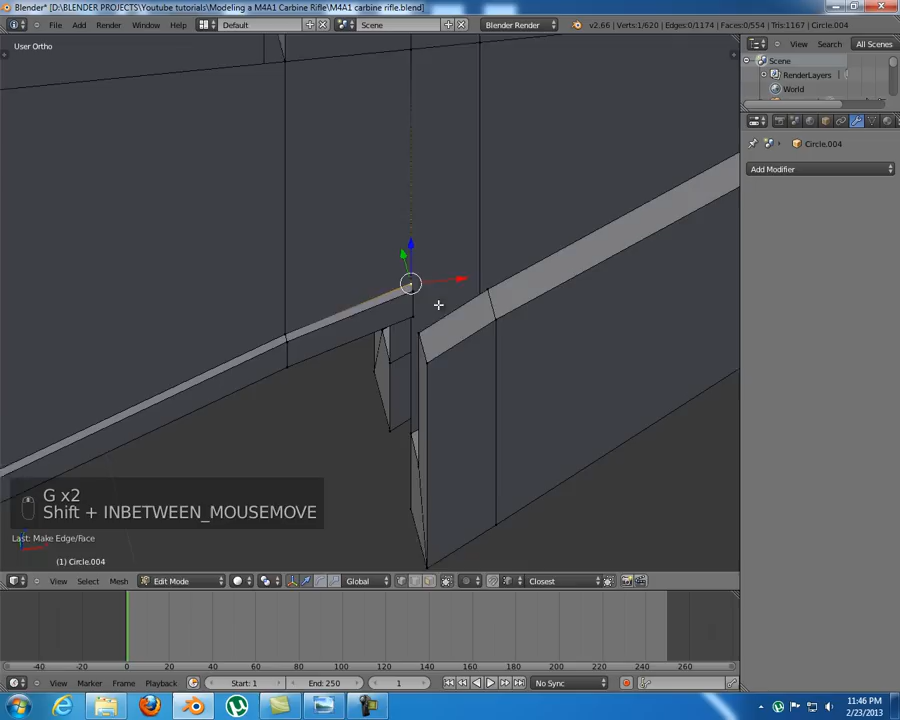 Blender* [D:\BLENDER PROJECTS\Youtube tutorials\Modeling a M4A1 Carbine Rifle\M4A1 carbine rifle.blend]
File Add Render Window Help Default Scene Blender Render v2.66 | Verts:1/620 | Edges:0/1174 | Faces:0/554 | Tris:1167 | Circle.004
User Ortho
View Search All Scenes
Scene
RenderLayers
World
Circle.004
Add Modifier
G x2
Shift + INBETWEEN_MOUSEMOVE
Last: Make Edge/Face
(1) Circle.004
View Select Mesh Edit Mode Global Closest
-40 -20 0 20 40 60 80 100 120 140 160 180 200 220 240 260
View Marker Frame Playback Start: 1 End: 250 1 No Sync
11:46 PM
2/23/2013